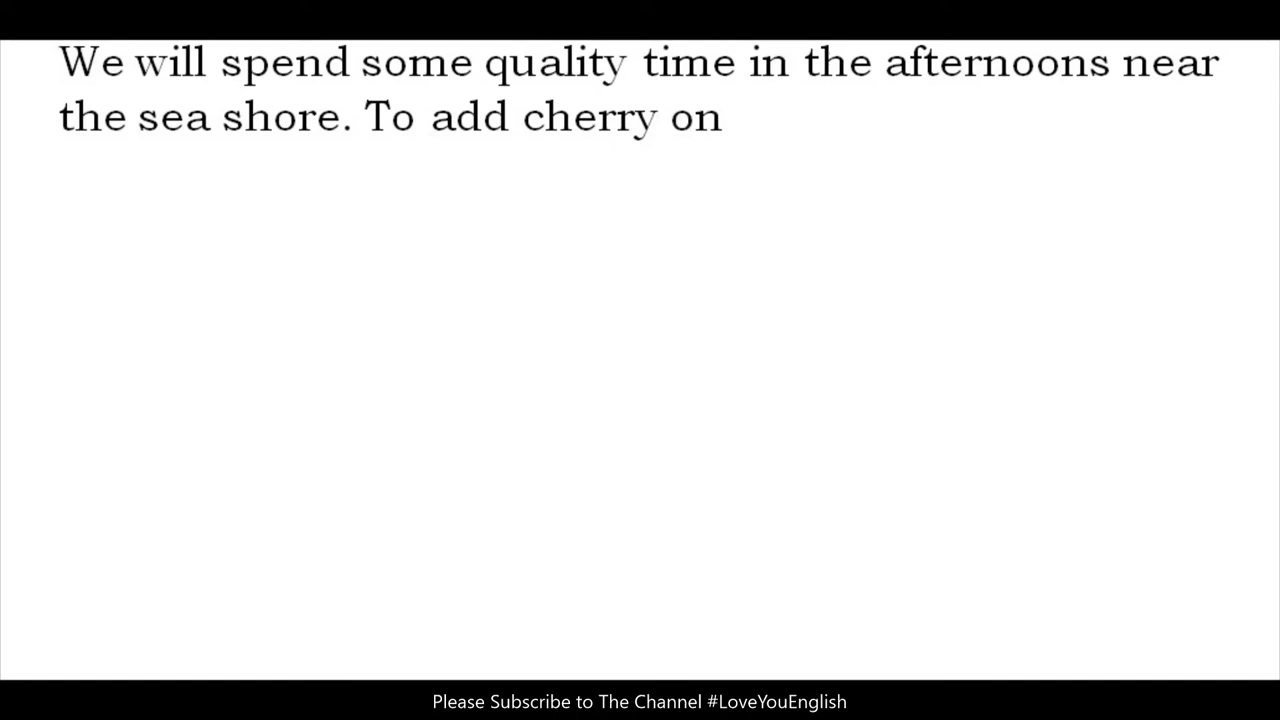 We will spend some quality time in the afternoons near
the sea shore. To add cherry on
Please Subscribe to The Channel #LoveYouEnglish